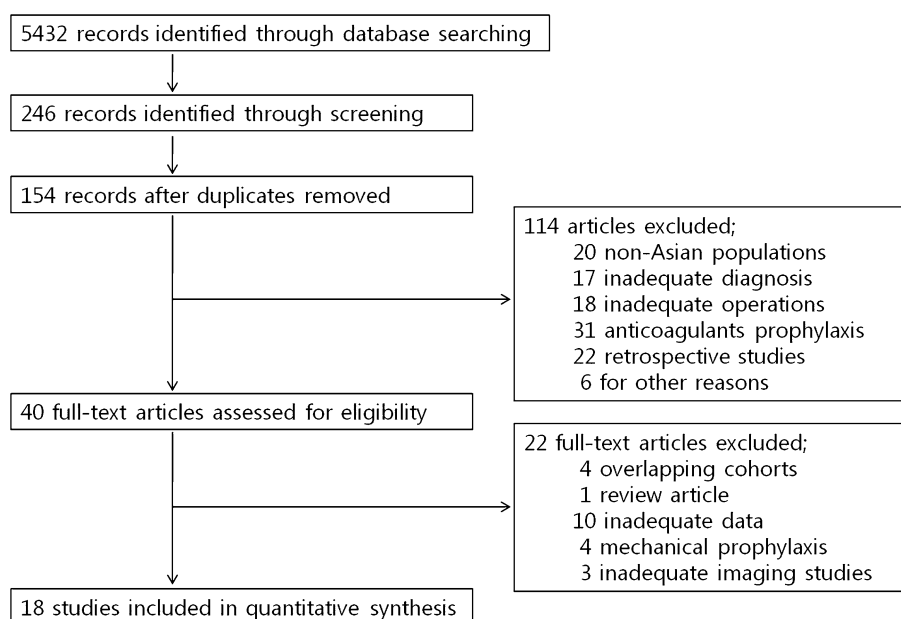 5432 records identified through database searching
246 records identified through screening
154 records after duplicates removed
114 articles excluded;
20 non-Asian populations
17 inadequate diagnosis
18 inadequate operations
31 anticoagulants prophylaxis
22 retrospective studies
6 for other reasons
40 full-text articles assessed for eligibility
22 full-text articles excluded;
4 overlapping cohorts
1 review article
10 inadequate data
4 mechanical prophylaxis
3 inadequate imaging studies
18 studies included in quantitative synthesis